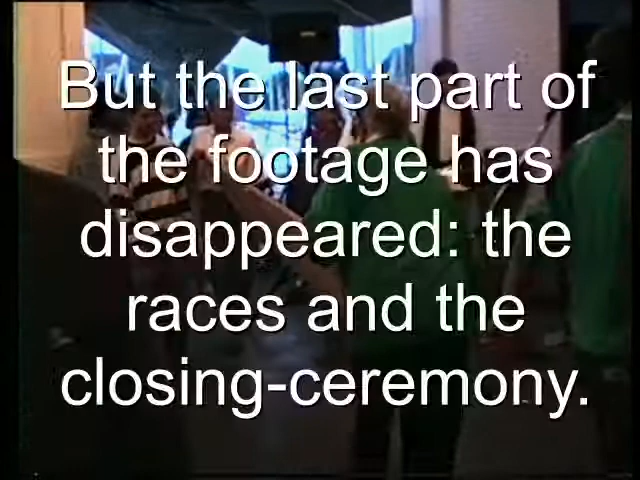 But the last part of
the footage has
disappeared: the
races and the
closing-ceremony.